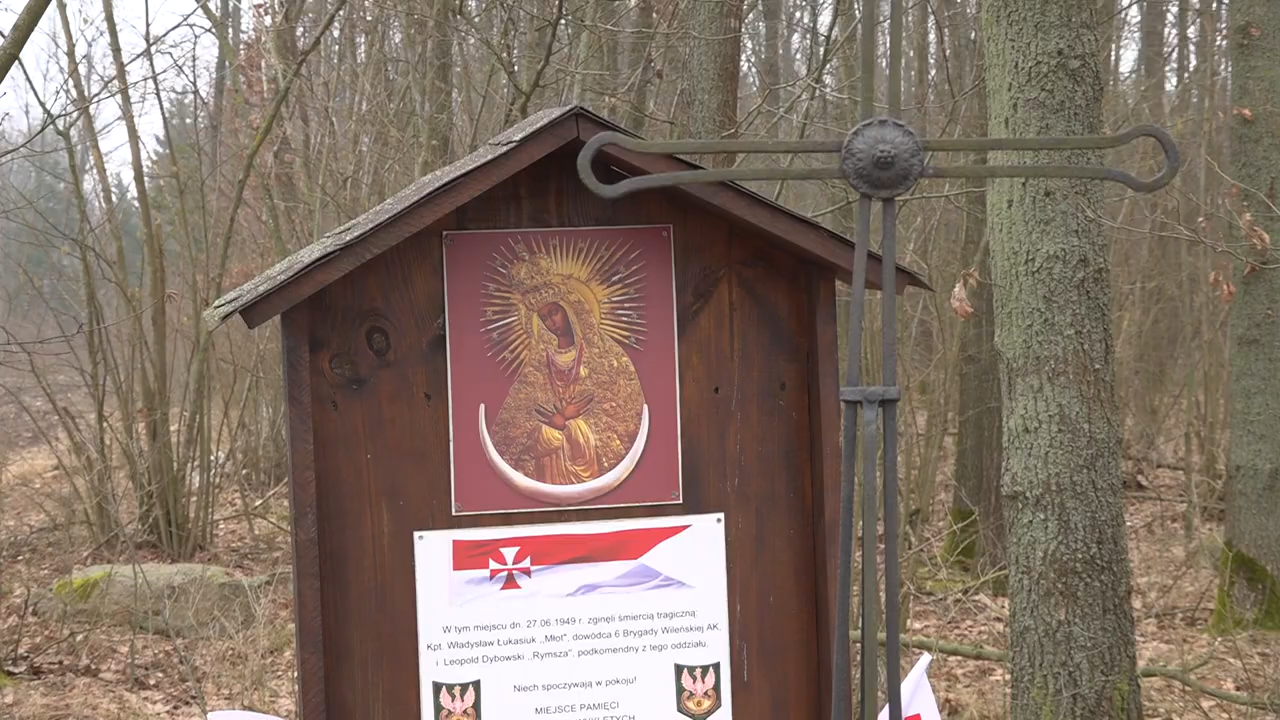 W tym miejscu dn. 27.06.1949 r. zginęli śmiercią tragiczną:
Kpt. Władysław Łukasiuk ,,Młot", dowódca 6 Brygady Wileńskiej AK,
i Leopold Dybowski ,,Rymsza", podkomendny z tego oddziału.
Niech spoczywają w pokoju!
MIEJSCE PAMIĘCI